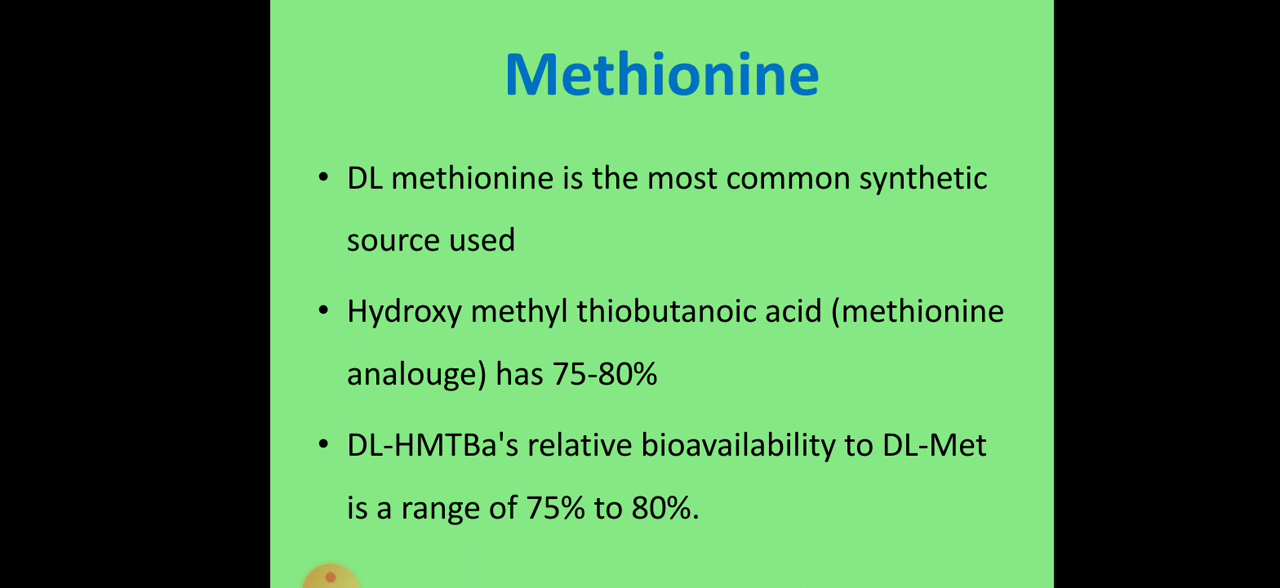 Methionine
• DL methionine is the most common synthetic
source used
• Hydroxy methyl thiobutanoic acid (methionine
analouge) has 75-80%
• DL-HMTBa's relative bioavailability to DL-Met
is a range of 75% to 80%.